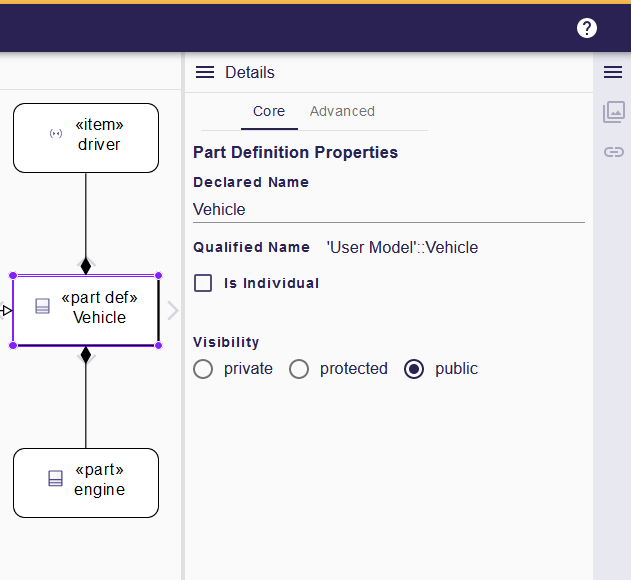 ?
Details
Core Advanced
«item»
driver
«part def»
Vehicle
«part»
engine
Part Definition Properties
Declared Name
Vehicle
Qualified Name 'User Model'::Vehicle
Is Individual
Visibility
private protected public